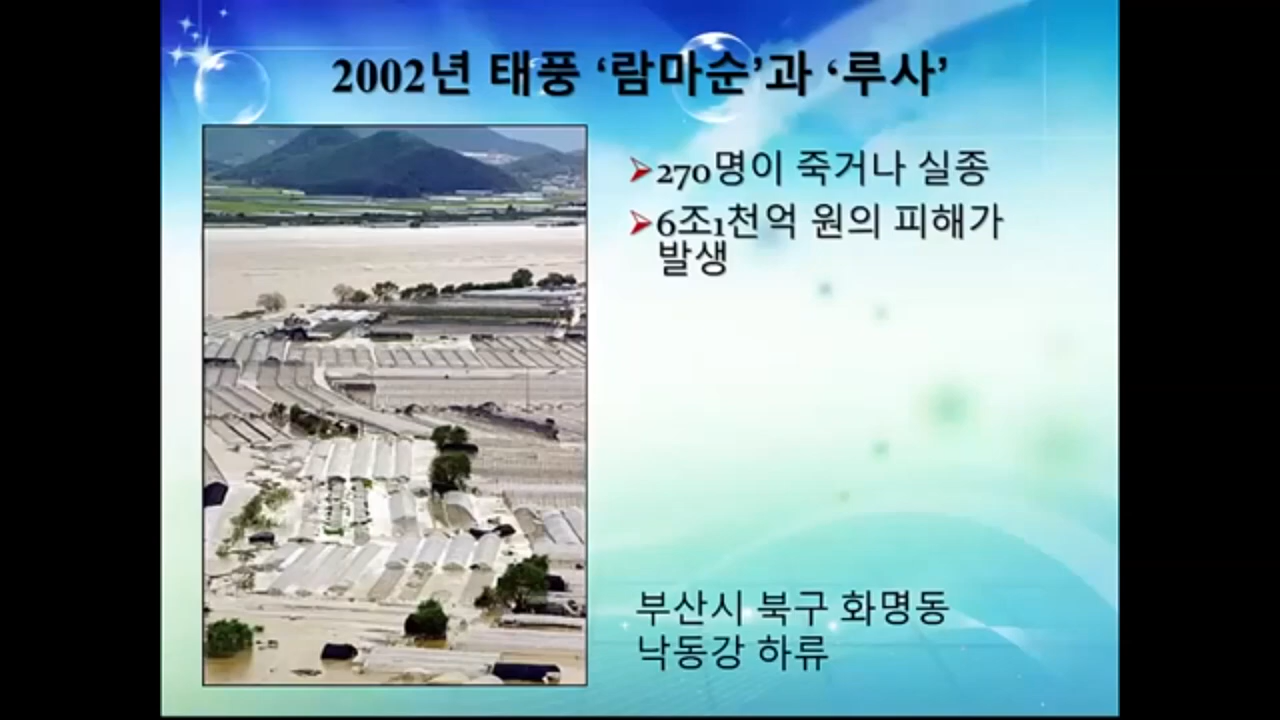 2002년 태풍 ‘람마순’과 ‘루사’
270명이 죽거나 실종
6조1천억 원의 피해가
발생
부산시 북구 화명동
낙동강 하류